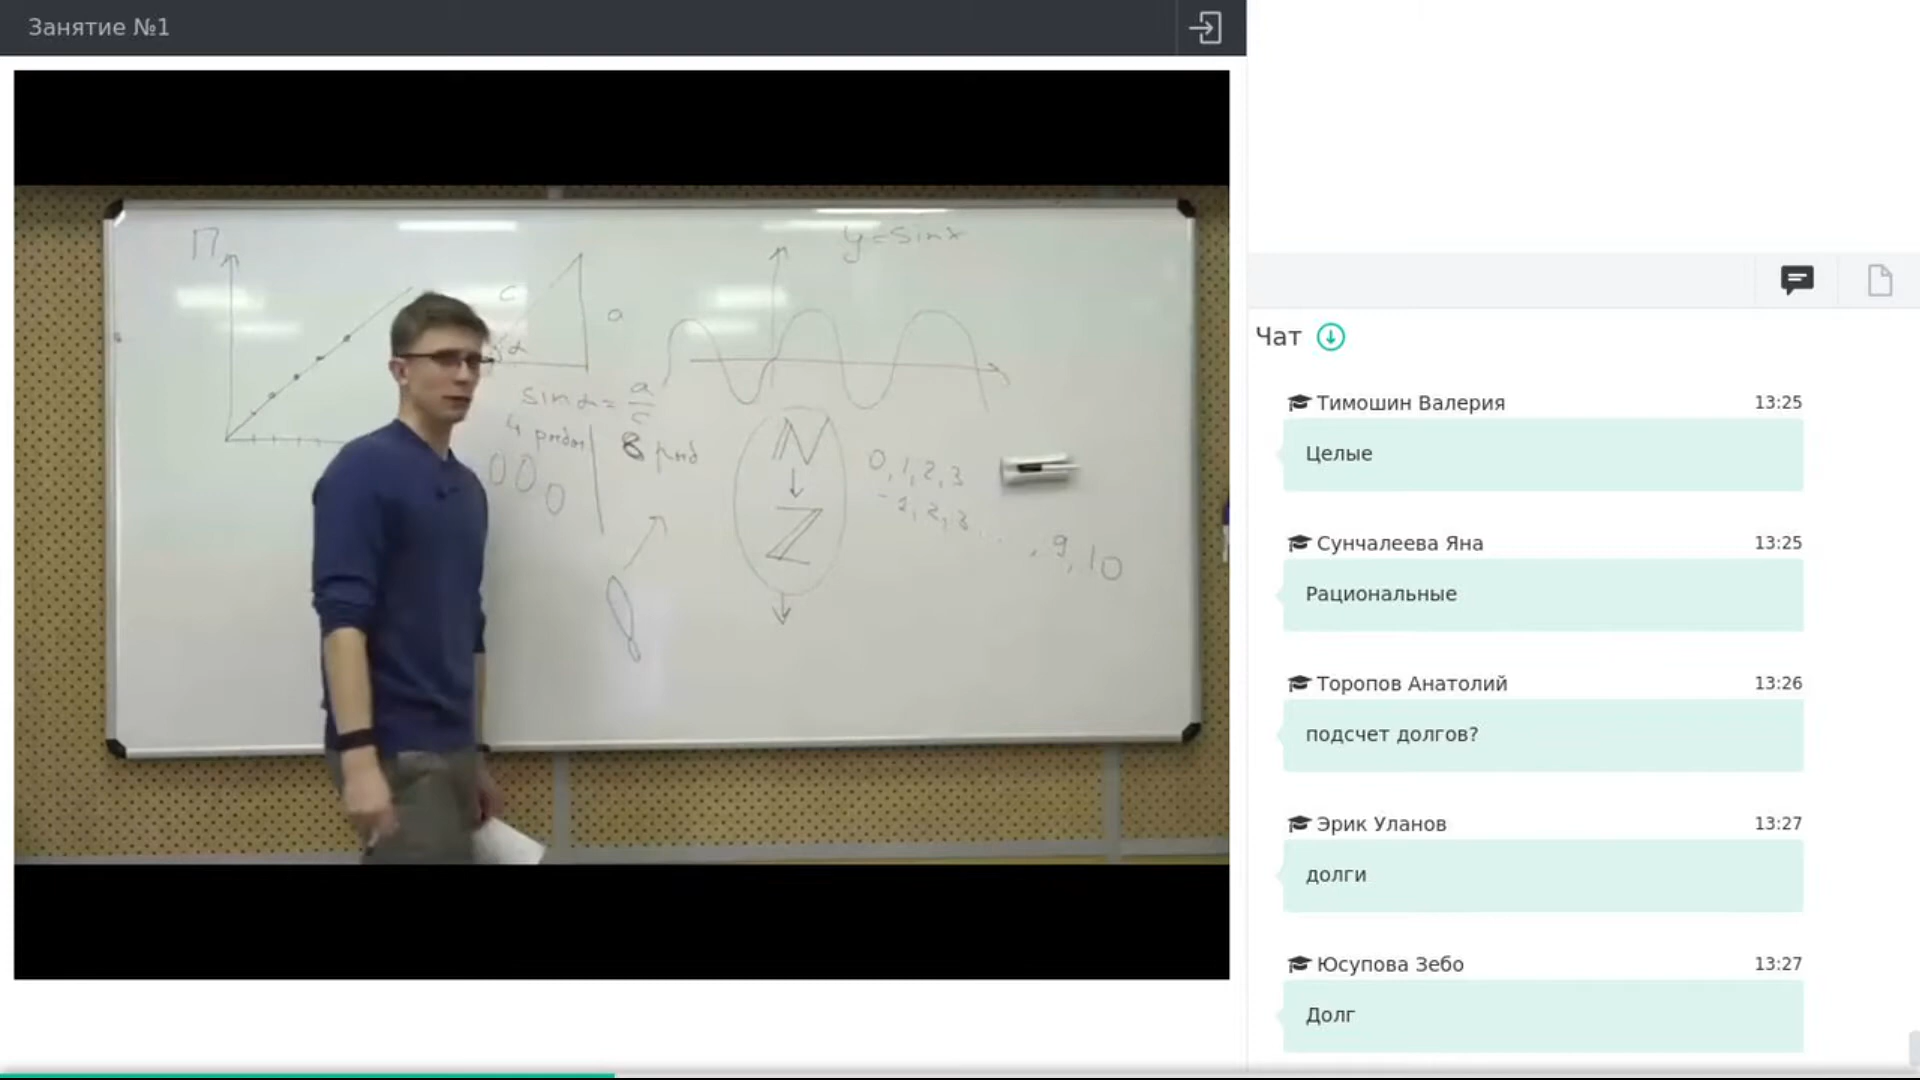 Занятие №1
П
c
a
α
sin α = a/c
4
8
y = sin x
N
Z
0, 1, 2, 3
-1, 2, 3 ... , 9, 10
Чат
Тимошин Валерия 13:25
Целые
Сунчалеева Яна 13:25
Рациональные
Торопов Анатолий 13:26
подсчет долгов?
Эрик Уланов 13:27
долги
Юсупова Зебо 13:27
Долг